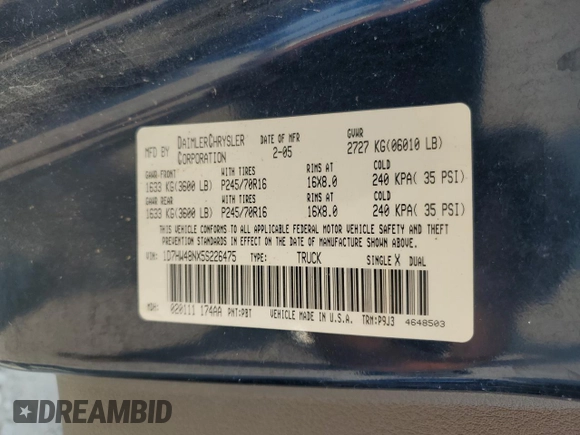 DAIMLERCHRYSLER CORPORATION DATE OF MFR 2-05 GVWR 2727 KG(06010 LB)
GAWR-FRONT WITH TIRES RIMS AT COLD
1633 KG(3600 LB) P245/70R16 16X8.0 240 KPA( 35 PSI)
GAWR REAR WITH TIRES RIMS AT COLD
1633 KG(3600 LB) P245/70R16 16X8.0 240 KPA( 35 PSI)
THIS VEHICLE CONFORMS TO ALL APPLICABLE FEDERAL MOTOR VEHICLE SAFETY AND THEFT
PREVENTION STANDARDS IN EFFECT ON THE DATE OF MANUFACTURE SHOWN ABOVE
VIN: 1D7HW48NX5S226475 TYPE: TRUCK SINGLE X DUAL
MDH: 020111 174AA PNT:PBT VEHICLE MADE IN U.S.A. TRM:P9J3 4648503
DREAMBID